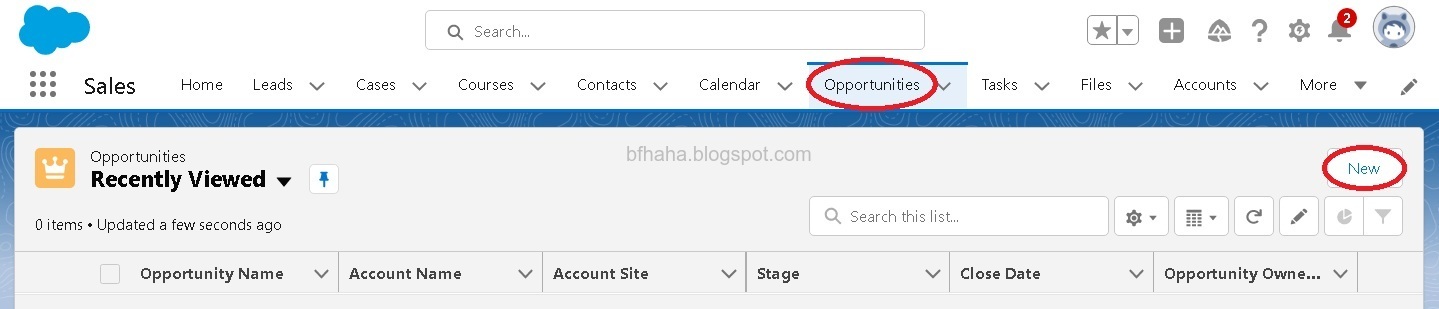 Search...
2
Sales Home Leads Cases Courses Contacts Calendar Opportunities Tasks Files Accounts More
Opportunities
bfhaha.blogspot.com
Recently Viewed
New
0 items • Updated a few seconds ago
Search this list...
Opportunity Name Account Name Account Site Stage Close Date Opportunity Owne...